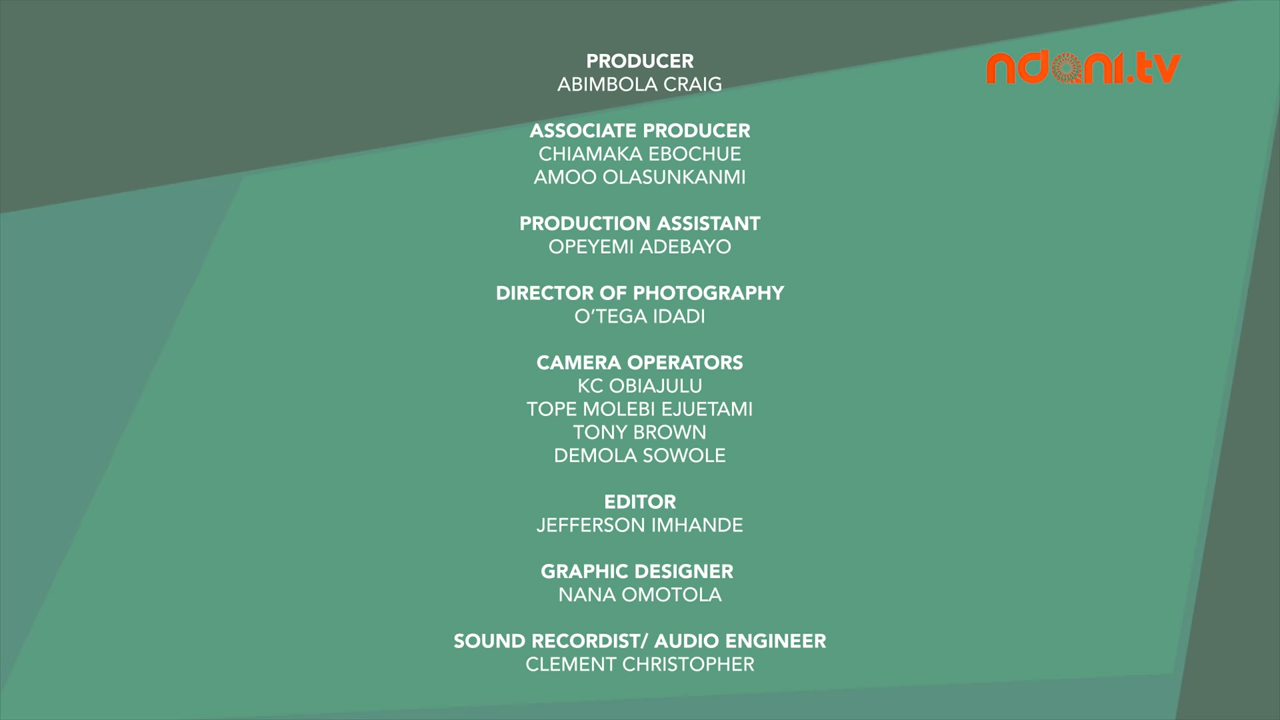 PRODUCER
ABIMBOLA CRAIG
ndani.tv
ASSOCIATE PRODUCER
CHIAMAKA EBOCHUE
AMOO OLASUNKANMI
PRODUCTION ASSISTANT
OPEYEMI ADEBAYO
DIRECTOR OF PHOTOGRAPHY
O’TEGA IDADI
CAMERA OPERATORS
KC OBIAJULU
TOPE MOLEBI EJUETAMI
TONY BROWN
DEMOLA SOWOLE
EDITOR
JEFFERSON IMHANDE
GRAPHIC DESIGNER
NANA OMOTOLA
SOUND RECORDIST/ AUDIO ENGINEER
CLEMENT CHRISTOPHER